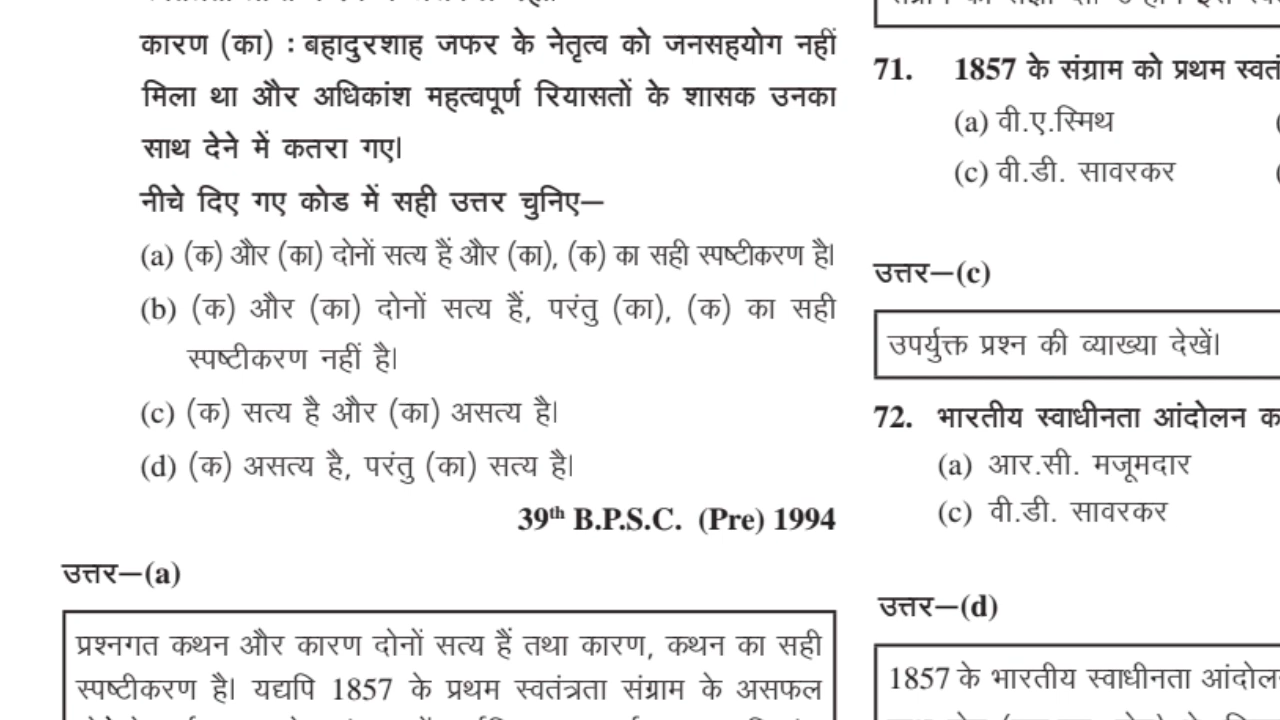 कारण (का) : बहादुरशाह जफर के नेतृत्व को जनसहयोग नहीं
मिला था और अधिकांश महत्वपूर्ण रियासतों के शासक उनका
साथ देने में कतरा गए।
नीचे दिए गए कोड में सही उत्तर चुनिए—
(a) (क) और (का) दोनों सत्य हैं और (का), (क) का सही स्पष्टीकरण है।
(b) (क) और (का) दोनों सत्य हैं, परंतु (का), (क) का सही
स्पष्टीकरण नहीं है।
(c) (क) सत्य है और (का) असत्य है।
(d) (क) असत्य है, परंतु (का) सत्य है।
39th B.P.S.C. (Pre) 1994
उत्तर—(a)
प्रश्नगत कथन और कारण दोनों सत्य हैं तथा कारण, कथन का सही
स्पष्टीकरण है। यद्यपि 1857 के प्रथम स्वतंत्रता संग्राम के असफल
71. 1857 के संग्राम को प्रथम
(a) वी.ए.स्मिथ
(c) वी.डी. सावरकर
उत्तर—(c)
उपर्युक्त प्रश्न की व्याख्या देखें।
72. भारतीय स्वाधीनता आंदोलन
(a) आर.सी. मजूमदार
(c) वी.डी. सावरकर
उत्तर—(d)
1857 के भारतीय स्वाधीनता